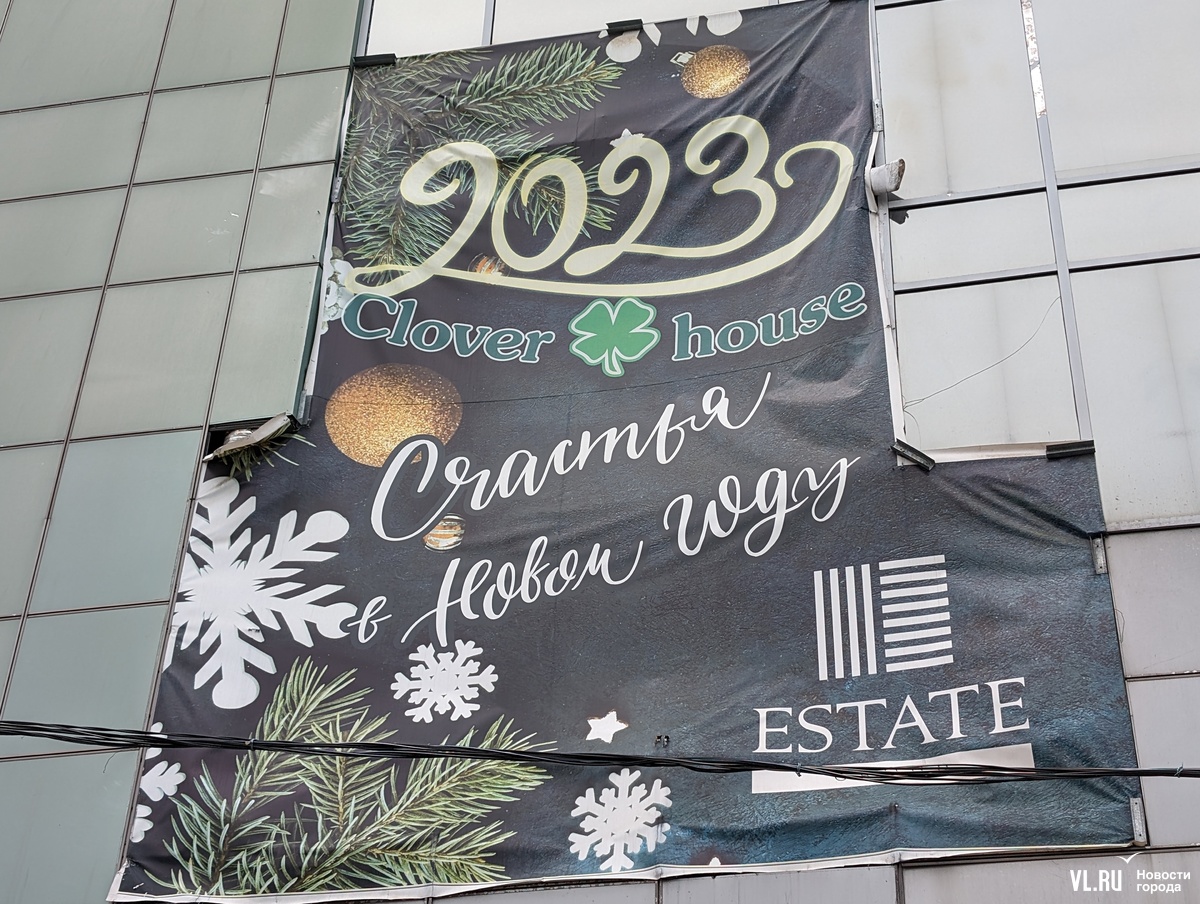 2023
Clover house
Счастья
в Новом году
ESTATE
VL.RU Новости
города